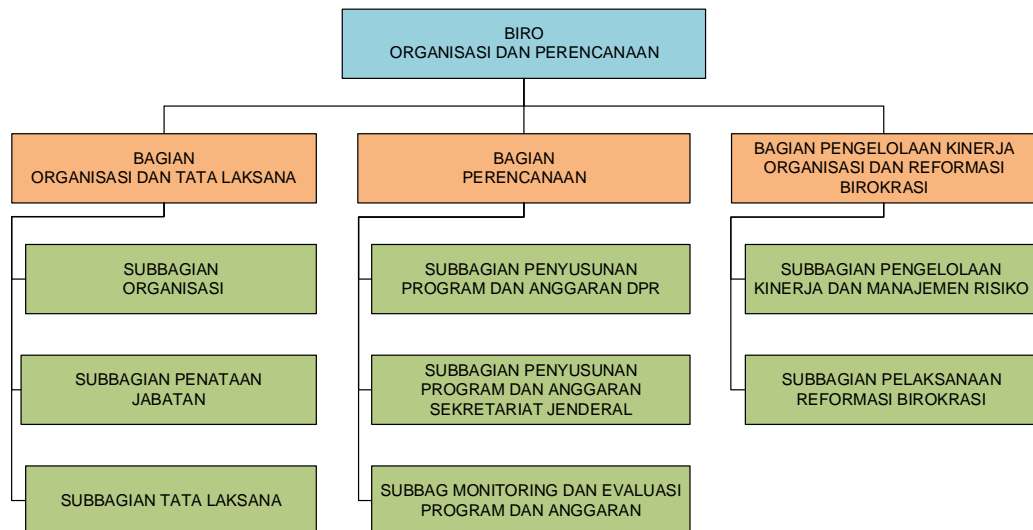 BIRO
ORGANISASI DAN PERENCANAAN
BAGIAN
ORGANISASI DAN TATA LAKSANA
BAGIAN
PERENCANAAN
BAGIAN PENGELOLAAN KINERJA
ORGANISASI DAN REFORMASI
BIROKRASI
SUBBAGIAN
ORGANISASI
SUBBAGIAN PENYUSUNAN
PROGRAM DAN ANGGARAN DPR
SUBBAGIAN PENGELOLAAN
KINERJA DAN MANAJEMEN RISIKO
SUBBAGIAN PENATAAN
JABATAN
SUBBAGIAN PENYUSUNAN
PROGRAM DAN ANGGARAN
SEKRETARIAT JENDERAL
SUBBAGIAN PELAKSANAAN
REFORMASI BIROKRASI
SUBBAGIAN TATA LAKSANA
SUBBAG MONITORING DAN EVALUASI
PROGRAM DAN ANGGARAN